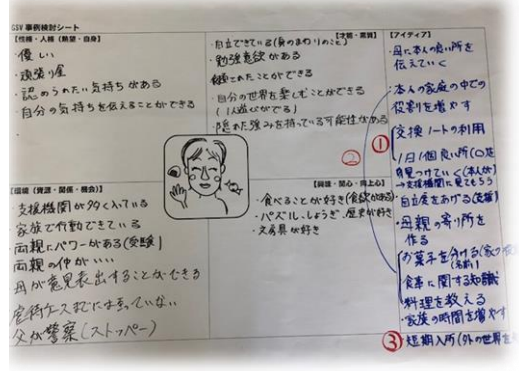 GSV 事例検討シート
【性格・人格(熱望・自身)】
・優しい
・頑張り屋
・認められたい気持ちがある
・自分の気持ちを伝えることができる
【才能・素質】
・自立できている(身のまわりのこと)
・勉強意欲がある
されたことができる
・自分の世界を楽しむことができる
(1人遊びができる)
・隠れた強みを持っている可能性がある
②
【環境(資源・関係・機会)】
・支援機関が多く入っている
・家族で行動できている
・両親にパワーがある(受験)
・両親の仲がいい
母が意見表出することができる
ケースまでには至っていない
父が警察(ストッパー)
【興味・関心・向上心】
・食べることが好き(食欲がある)
・パズル、しょうぎ、歴史が好き
・文房具が好き
【アイディア】
・母に本人の良い所を
伝えていく
・本人の家庭の中での
役割を増やす
①
交換ノートの利用
1日1個良い所
見つけていく(本人が)
→支援機関に見てもらう
・自立度をあげる(支援)
・母親の寄り所を
作る
お菓子を分ける
食事に関する知識
料理を教える
・家族の時間を増やす
③
・短期入所(外の世界を